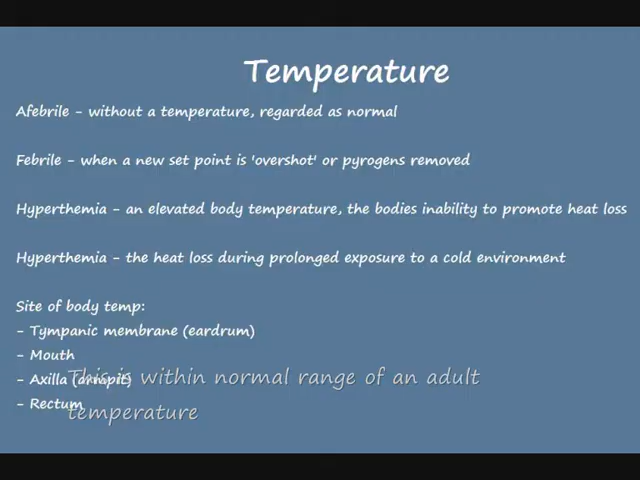 Temperature
Afebrile - without a temperature, regarded as normal
Febrile - when a new set point is 'overshot' or pyrogens removed
Hyperthemia - an elevated body temperature, the bodies inability to promote heat loss
Hyperthemia - the heat loss during prolonged exposure to a cold environment
Site of body temp:
- Tympanic membrane (eardrum)
- Mouth
- Axilla (armpit)
- Rectum
This is within normal range of an adult
temperature